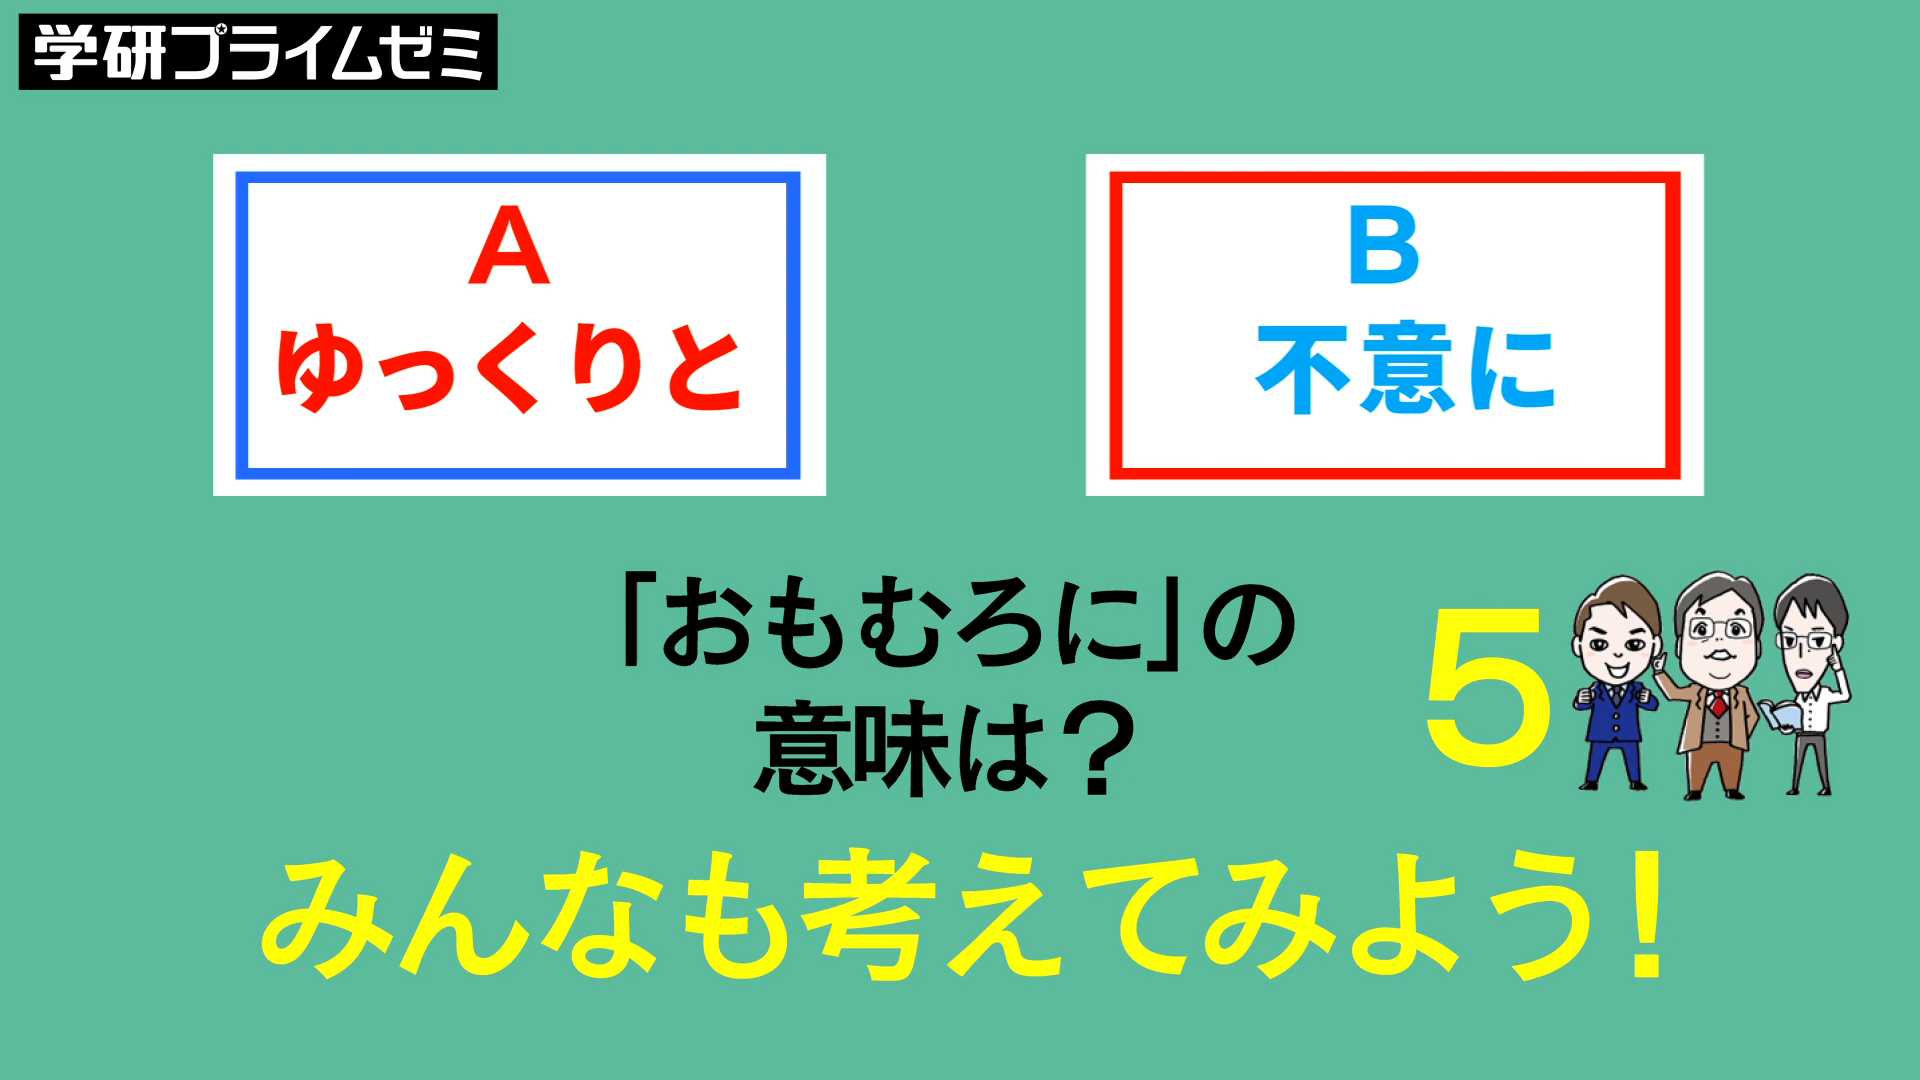 学研プライムゼミ
A
ゆっくりと
B
不意に
「おもむろに」の
意味は？
5
みんなも考えてみよう！